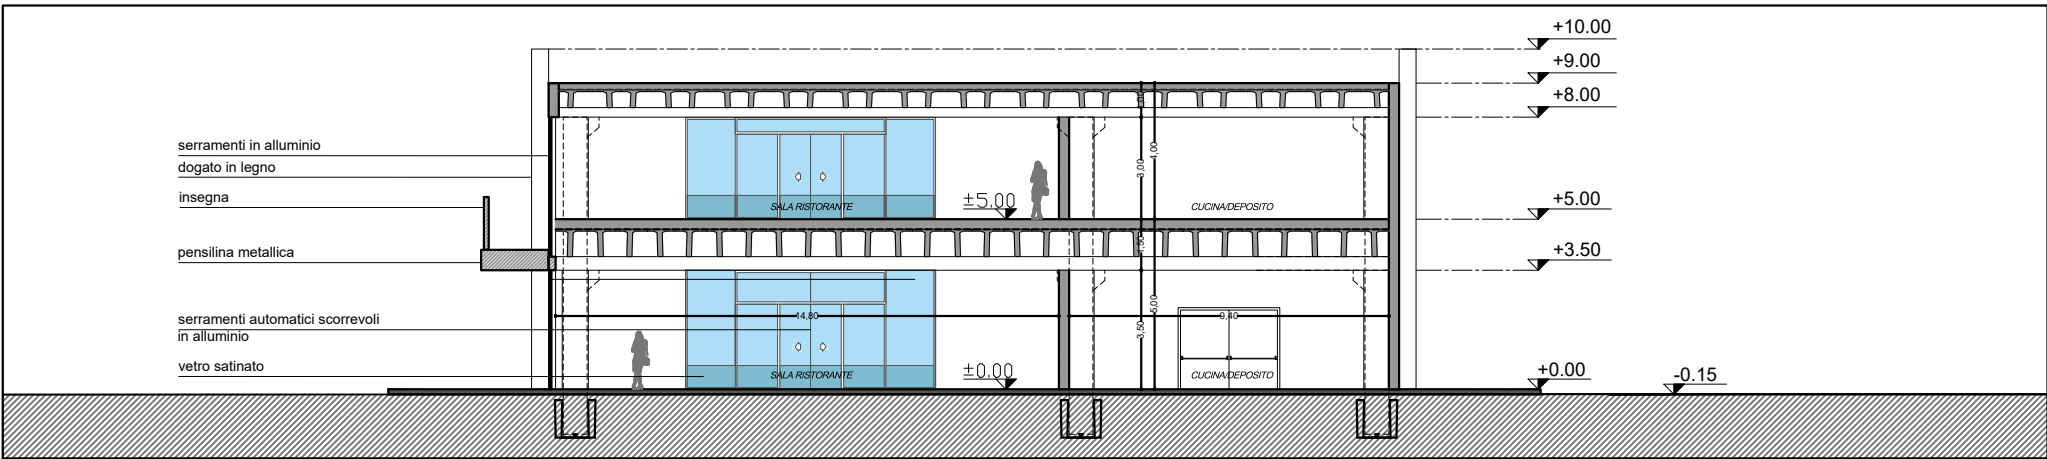 +10.00
+9.00
+8.00
serramenti in alluminio
dogato in legno
insegna
pensilina metallica
serramenti automatici scorrevoli
in alluminio
vetro satinato
1,00
3,00
4,00
SALA RISTORANTE
±5.00
CUCINA/DEPOSITO
+5.00
1,50
+3.50
5,00
14,80
9,40
3,50
SALA RISTORANTE
±0.00
CUCINA/DEPOSITO
+0.00
-0.15